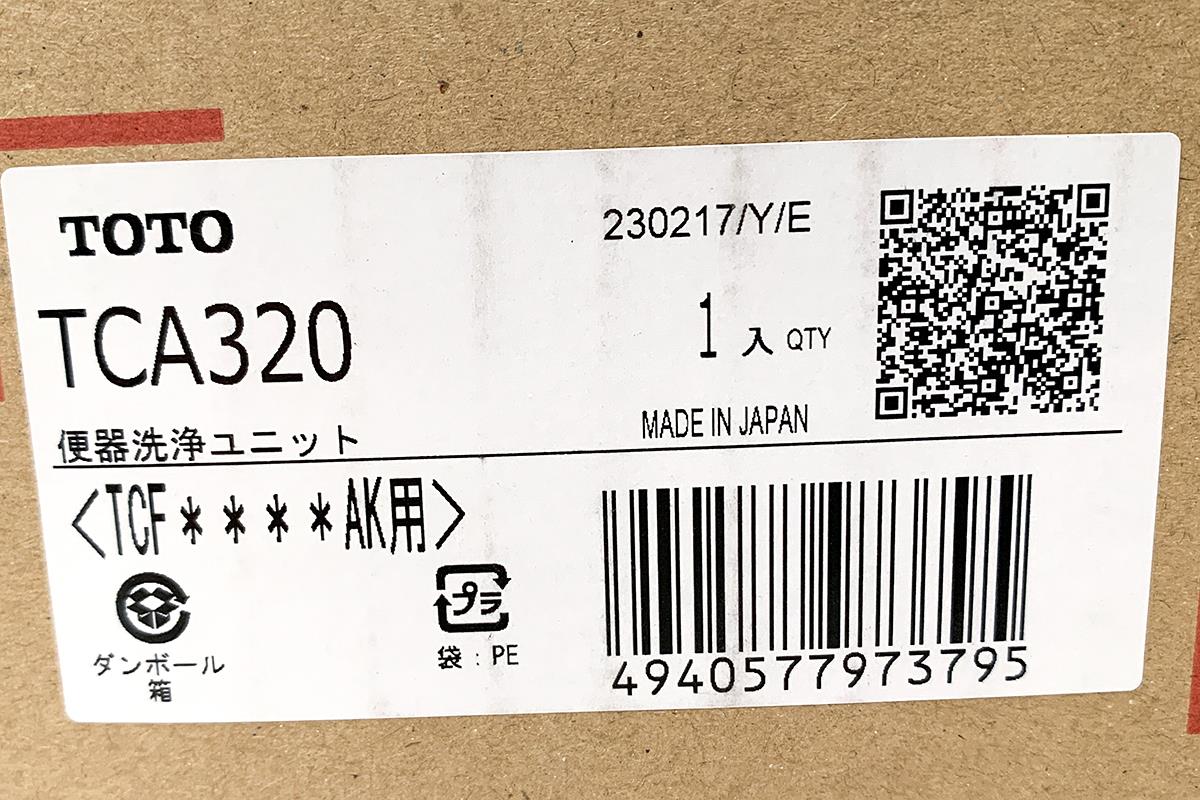 TOTO
230217/Y/E
TCA320
1 入 QTY
MADE IN JAPAN
便器洗浄ユニット
<TCF****AK用>
プラ
ダンボール
箱
袋：PE
4940577973795